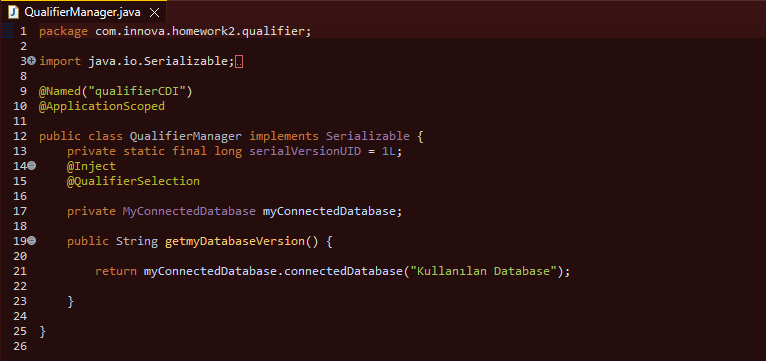 QualifierManager.java
1 package com.innova.homework2.qualifier;
2
3 import java.io.Serializable;
8
9 @Named("qualifierCDI")
10 @ApplicationScoped
11
12 public class QualifierManager implements Serializable {
13 private static final long serialVersionUID = 1L;
14 @Inject
15 @QualifierSelection
16
17 private MyConnectedDatabase myConnectedDatabase;
18
19 public String getmyDatabaseVersion() {
20
21 return myConnectedDatabase.connectedDatabase("Kullanılan Database");
22
23 }
24
25 }
26